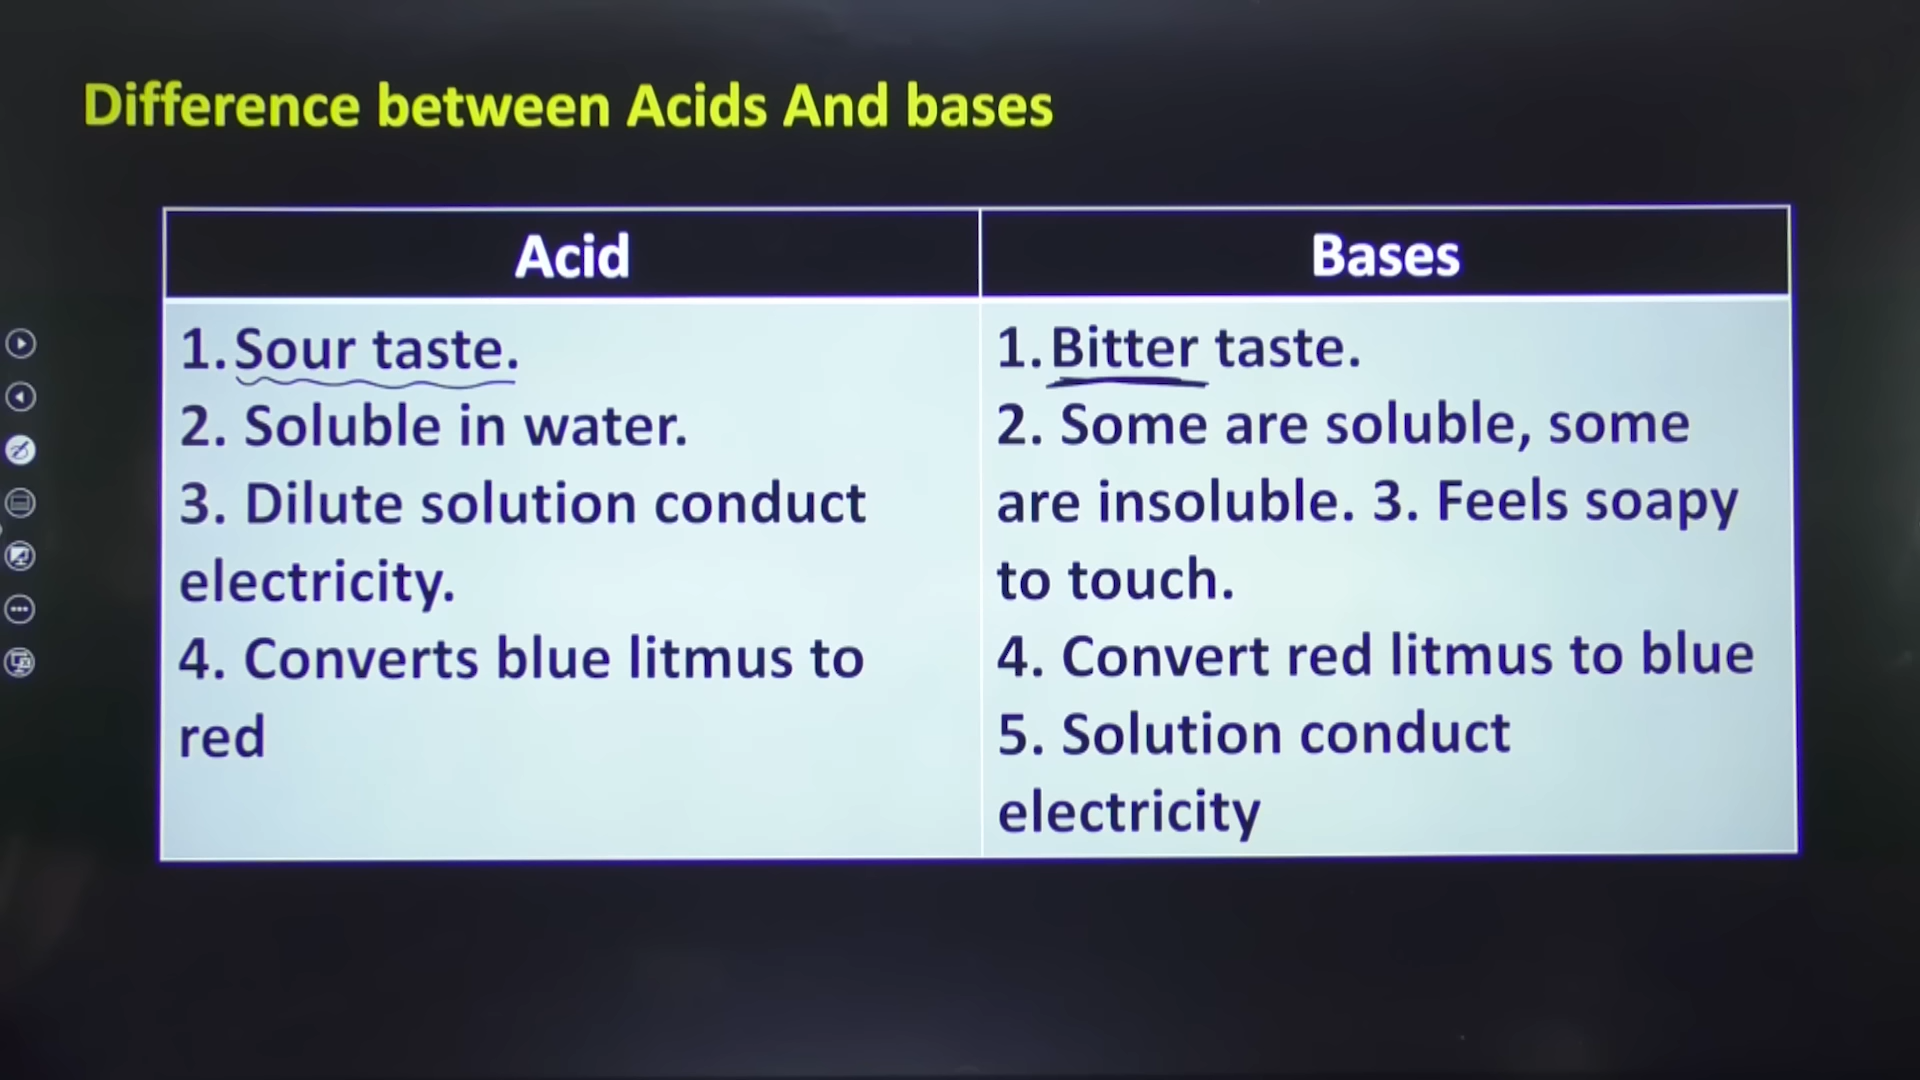 Difference between Acids And bases
Acid
1. Sour taste.
2. Soluble in water.
3. Dilute solution conduct
electricity.
4. Converts blue litmus to
red
Bases
1. Bitter taste.
2. Some are soluble, some
are insoluble. 3. Feels soapy
to touch.
4. Convert red litmus to blue
5. Solution conduct
electricity